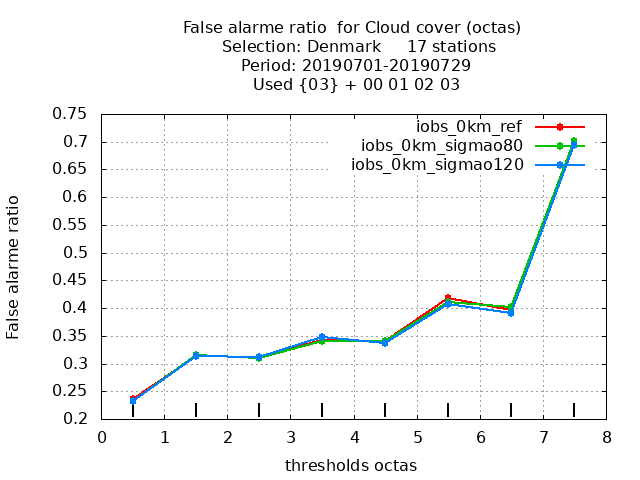 False alarme ratio  for Cloud cover (octas)
Selection: Denmark     17 stations
Period: 20190701-20190729
Used {03} + 00 01 02 03
iobs_0km_ref
iobs_0km_sigmao80
iobs_0km_sigmao120
False alarme ratio
0.75
0.7
0.65
0.6
0.55
0.5
0.45
0.4
0.35
0.3
0.25
0.2
0 1 2 3 4 5 6 7 8
thresholds octas